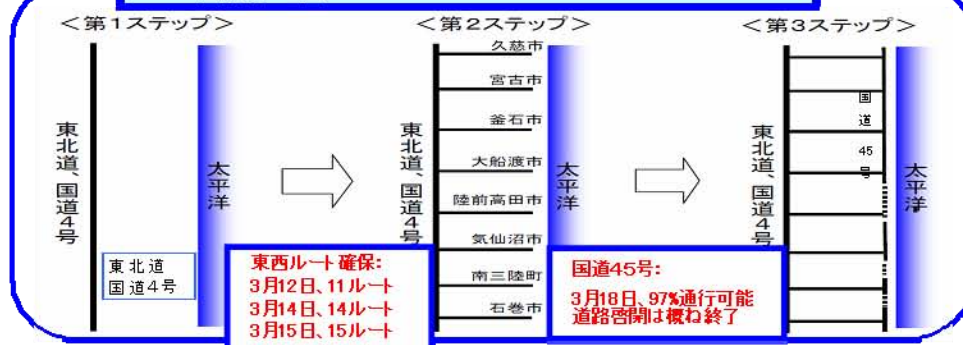 ＜第1ステップ＞
東北道、国道4号
太平洋
東北道
国道4号
東西ルート確保:
3月12日、11ルート
3月14日、14ルート
3月15日、15ルート
＜第2ステップ＞
東北道、国道4号
久慈市
宮古市
釜石市
大船渡市
陸前高田市
気仙沼市
南三陸町
石巻市
太平洋
国道45号:
3月18日、97%通行可能
道路啓開は概ね終了
＜第3ステップ＞
東北道、国道4号
国道45号
太平洋